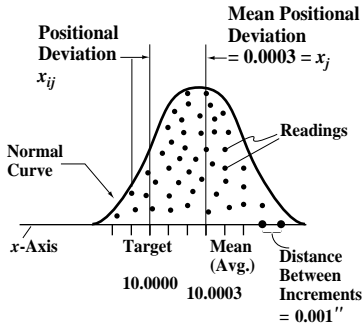 Positional
Deviation
x_ij
Mean Positional
Deviation
= 0.0003 = x_j
Readings
Normal
Curve
x-Axis
Target
10.0000
Mean
(Avg.)
10.0003
Distance
Between
Increments
= 0.001″